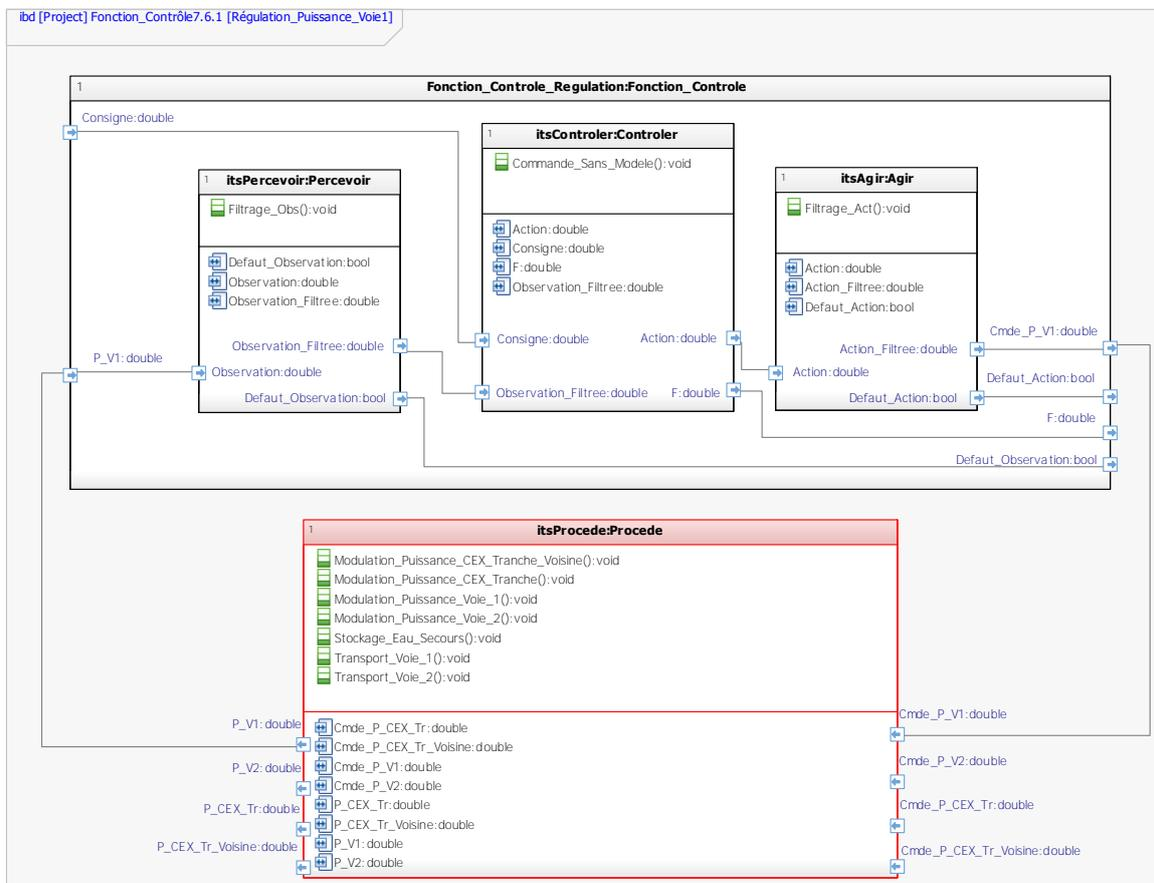 ibd [Project] Fonction_Contrôle7.6.1 [Régulation_Puissance_Voie1]
1
Fonction_Controle_Regulation:Fonction_Controle
Consigne:double
1
itsPercevoir:Percevoir
Filtrage_Obs():void
Defaut_Observation:bool
Observation:double
Observation_Filtree:double
Observation_Filtree:double
Observation:double
Defaut_Observation:bool
P_V1:double
1
itsControler:Controler
Commande_Sans_Modele():void
Action:double
Consigne:double
F:double
Observation_Filtree:double
Consigne:double
Action:double
Observation_Filtree:double
F:double
1
itsAgir:Agir
Filtrage_Act():void
Action:double
Action_Filtree:double
Defaut_Action:bool
Action_Filtree:double
Action:double
Defaut_Action:bool
Cmde_P_V1:double
Defaut_Action:bool
F:double
Defaut_Observation:bool
1
itsProcede:Procede
Modulation_Puissance_CEX_Tranche_Voisine():void
Modulation_Puissance_CEX_Tranche():void
Modulation_Puissance_Voie_1():void
Modulation_Puissance_Voie_2():void
Stockage_Eau_Secours():void
Transport_Voie_1():void
Transport_Voie_2():void
Cmde_P_CEX_Tr:double
Cmde_P_CEX_Tr_Voisine:double
Cmde_P_V1:double
Cmde_P_V2:double
P_CEX_Tr:double
P_CEX_Tr_Voisine:double
P_V1:double
P_V2:double
P_V1:double
P_V2:double
P_CEX_Tr:double
P_CEX_Tr_Voisine:double
Cmde_P_V1:double
Cmde_P_V2:double
Cmde_P_CEX_Tr:double
Cmde_P_CEX_Tr_Voisine:double